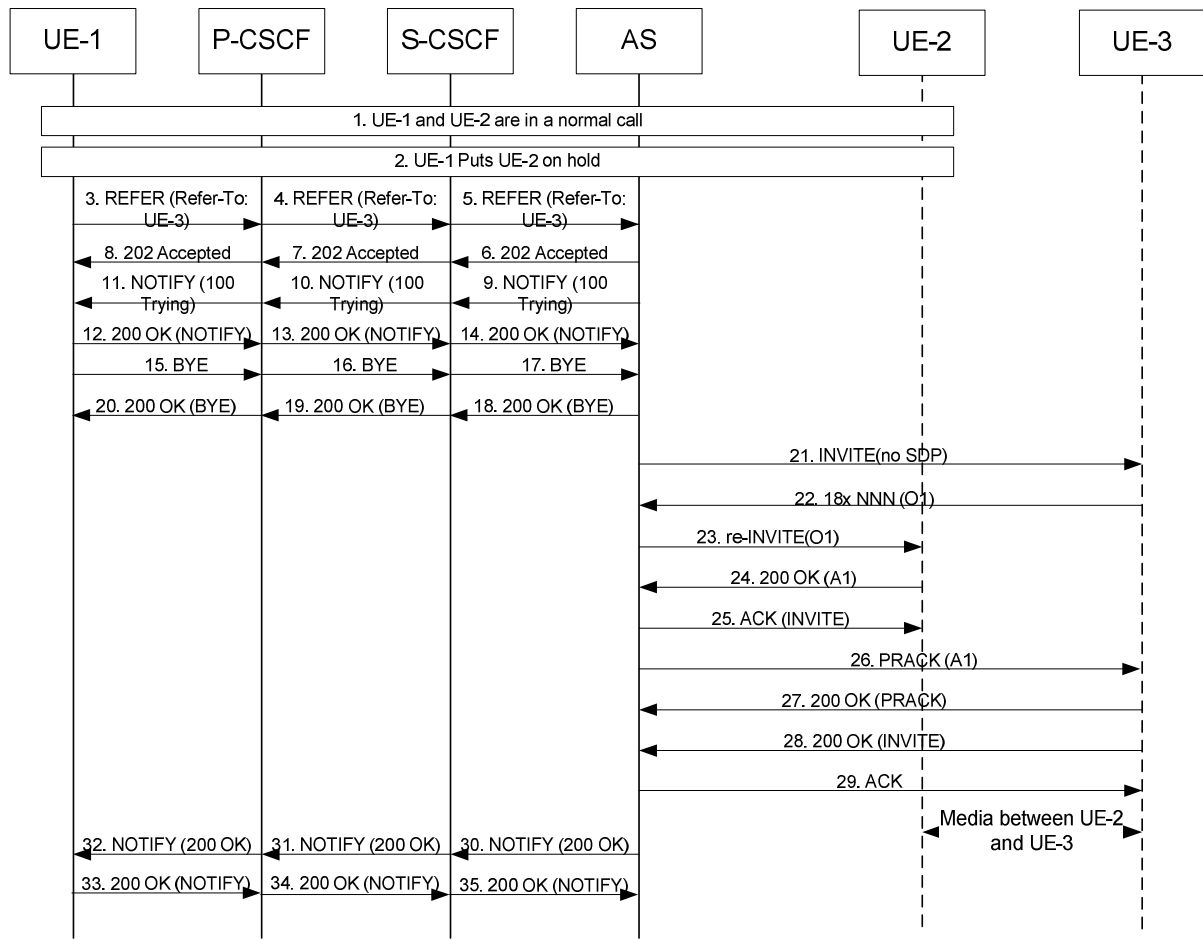 UE-1
P-CSCF
S-CSCF
AS
UE-2
UE-3
1. UE-1 and UE-2 are in a normal call
2. UE-1 Puts UE-2 on hold
3. REFER (Refer-To:
UE-3)
4. REFER (Refer-To:
UE-3)
5. REFER (Refer-To:
UE-3)
8. 202 Accepted
7. 202 Accepted
6. 202 Accepted
11. NOTIFY (100
Trying)
10. NOTIFY (100
Trying)
9. NOTIFY (100
Trying)
12. 200 OK (NOTIFY)
13. 200 OK (NOTIFY)
14. 200 OK (NOTIFY)
15. BYE
16. BYE
17. BYE
20. 200 OK (BYE)
19. 200 OK (BYE)
18. 200 OK (BYE)
21. INVITE(no SDP)
22. 18x NNN (O1)
23. re-INVITE(O1)
24. 200 OK (A1)
25. ACK (INVITE)
26. PRACK (A1)
27. 200 OK (PRACK)
28. 200 OK (INVITE)
29. ACK
Media between UE-2
and UE-3
32. NOTIFY (200 OK)
31. NOTIFY (200 OK)
30. NOTIFY (200 OK)
33. 200 OK (NOTIFY)
34. 200 OK (NOTIFY)
35. 200 OK (NOTIFY)